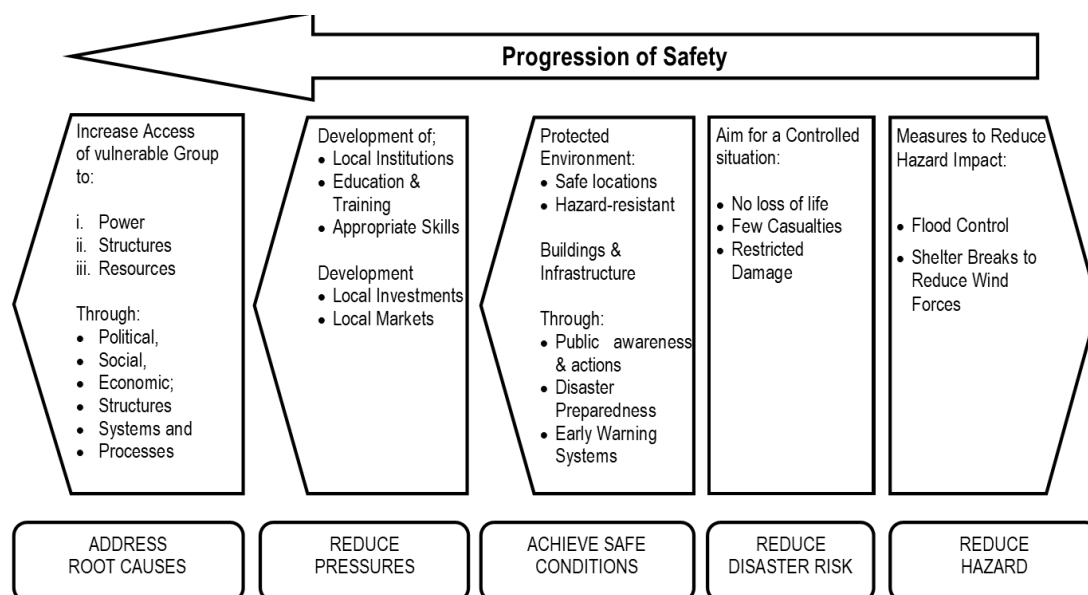 Progression of Safety
Increase Access
of vulnerable Group
to:
i. Power
ii. Structures
iii. Resources
Through:
• Political,
• Social,
• Economic;
• Structures
• Systems and
• Processes
Development of;
• Local Institutions
• Education &
Training
• Appropriate Skills
Development
• Local Investments
• Local Markets
Protected
Environment:
• Safe locations
• Hazard-resistant
Buildings &
Infrastructure
Through:
• Public awareness
& actions
• Disaster
Preparedness
• Early Warning
Systems
Aim for a Controlled
situation:
• No loss of life
• Few Casualties
• Restricted
Damage
Measures to Reduce
Hazard Impact:
• Flood Control
• Shelter Breaks to
Reduce Wind
Forces
ADDRESS
ROOT CAUSES
REDUCE
PRESSURES
ACHIEVE SAFE
CONDITIONS
REDUCE
DISASTER RISK
REDUCE
HAZARD